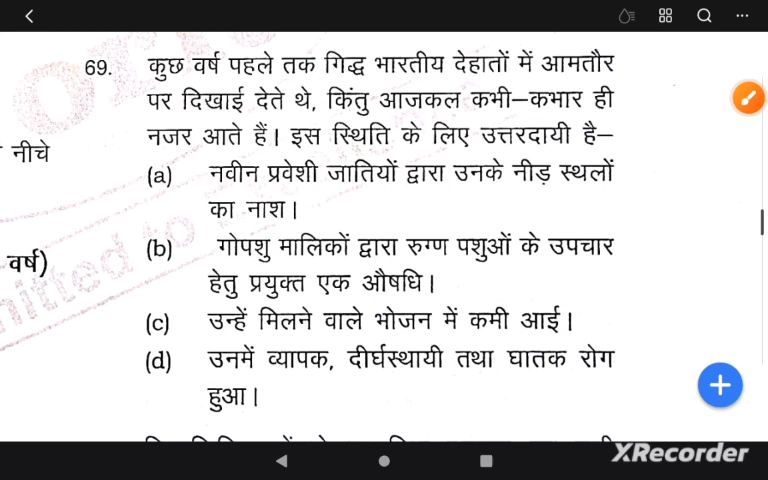 69. कुछ वर्ष पहले तक गिद्ध भारतीय देहातों में आमतौर
पर दिखाई देते थे, किंतु आजकल कभी–कभार ही
नजर आते हैं। इस स्थिति के लिए उत्तरदायी है–
नीचे
(a) नवीन प्रवेशी जातियों द्वारा उनके नीड़ स्थलों
का नाश।
(b) गोपशु मालिकों द्वारा रुग्ण पशुओं के उपचार
वर्ष)
हेतु प्रयुक्त एक औषधि।
(c) उन्हें मिलने वाले भोजन में कमी आई।
(d) उनमें व्यापक, दीर्घस्थायी तथा घातक रोग
हुआ।
XRecorder